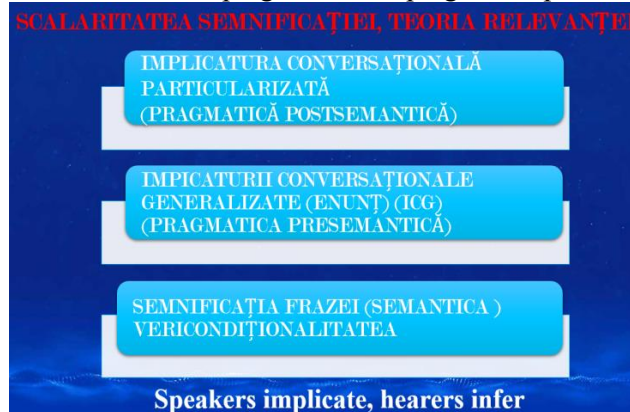 SCALARITATEA SEMNIFICAȚIEI, TEORIA RELEVANȚEI
IMPLICATURA CONVERSAȚIONALĂ
PARTICULARIZATĂ
(PRAGMATICĂ POSTSEMANTICĂ)
IMPICATURII CONVERSAȚIONALE
GENERALIZATE (ENUNȚ) (ICG)
(PRAGMATICA PRESEMANTICĂ)
SEMNIFICAȚIA FRAZEI (SEMANTICA )
VERICONDIȚIONALITATEA
Speakers implicate, hearers infer